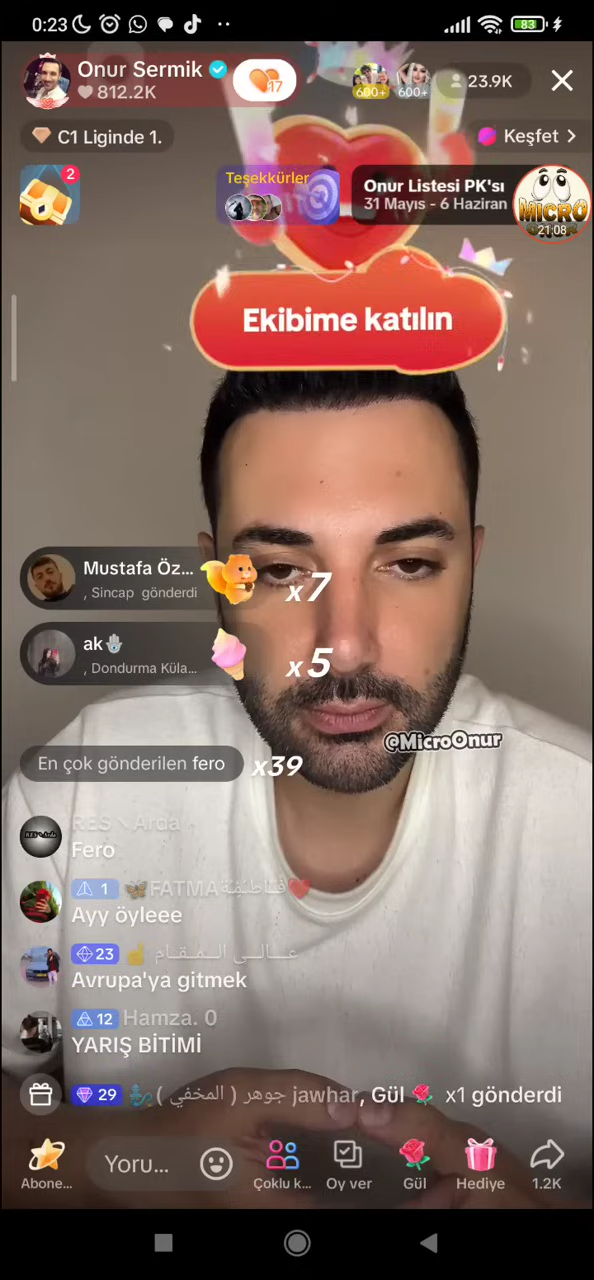 0:23
83
Onur Sermik
812.2K
17
600+
600+
23.9K
C1 Liginde 1.
Keşfet
2
Teşekkürler
Onur Listesi PK'sı
31 Mayıs - 6 Haziran
MİCRO
21:08
Ekibime katılın
Mustafa Öz...
, Sincap gönderdi
x7
ak
, Dondurma Küla...
x5
@MicroOnur
En çok gönderilen fero
x39
RES
Arda
Fero
1
FATMA
Ayy öyleee
23
عـــالـــى الـــمـــقـــام
Avrupa'ya gitmek
12 Hamza. 0
YARIŞ BİTİMİ
29 جوهر ( المخفي ) jawhar, Gül x1 gönderdi
Abone...
Yoru...
Çoklu k...
Oy ver
Gül
Hediye
1.2K